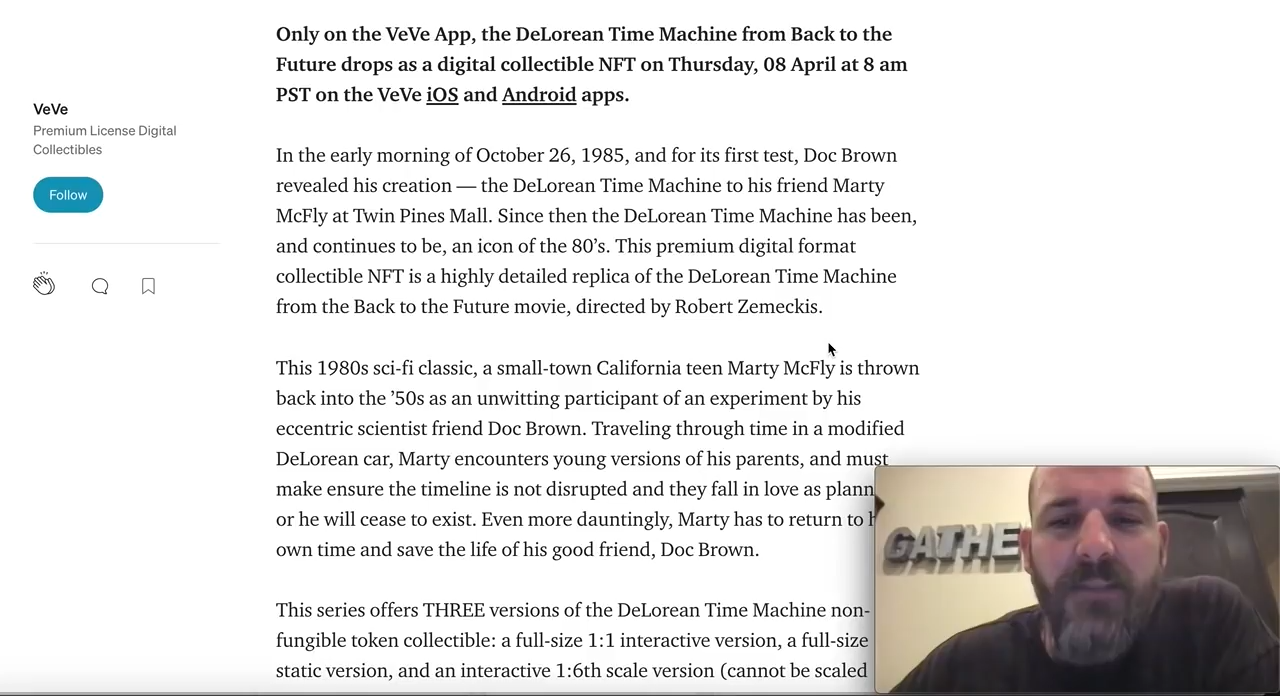 Only on the VeVe App, the DeLorean Time Machine from Back to the
Future drops as a digital collectible NFT on Thursday, 08 April at 8 am
PST on the VeVe iOS and Android apps.
VeVe
Premium License Digital
Collectibles
Follow
In the early morning of October 26, 1985, and for its first test, Doc Brown
revealed his creation — the DeLorean Time Machine to his friend Marty
McFly at Twin Pines Mall. Since then the DeLorean Time Machine has been,
and continues to be, an icon of the 80’s. This premium digital format
collectible NFT is a highly detailed replica of the DeLorean Time Machine
from the Back to the Future movie, directed by Robert Zemeckis.
This 1980s sci-fi classic, a small-town California teen Marty McFly is thrown
back into the ’50s as an unwitting participant of an experiment by his
eccentric scientist friend Doc Brown. Traveling through time in a modified
DeLorean car, Marty encounters young versions of his parents, and must
make ensure the timeline is not disrupted and they fall in love as plann
or he will cease to exist. Even more dauntingly, Marty has to return to h
own time and save the life of his good friend, Doc Brown.
This series offers THREE versions of the DeLorean Time Machine non-
fungible token collectible: a full-size 1:1 interactive version, a full-size
static version, and an interactive 1:6th scale version (cannot be scaled
GATHE